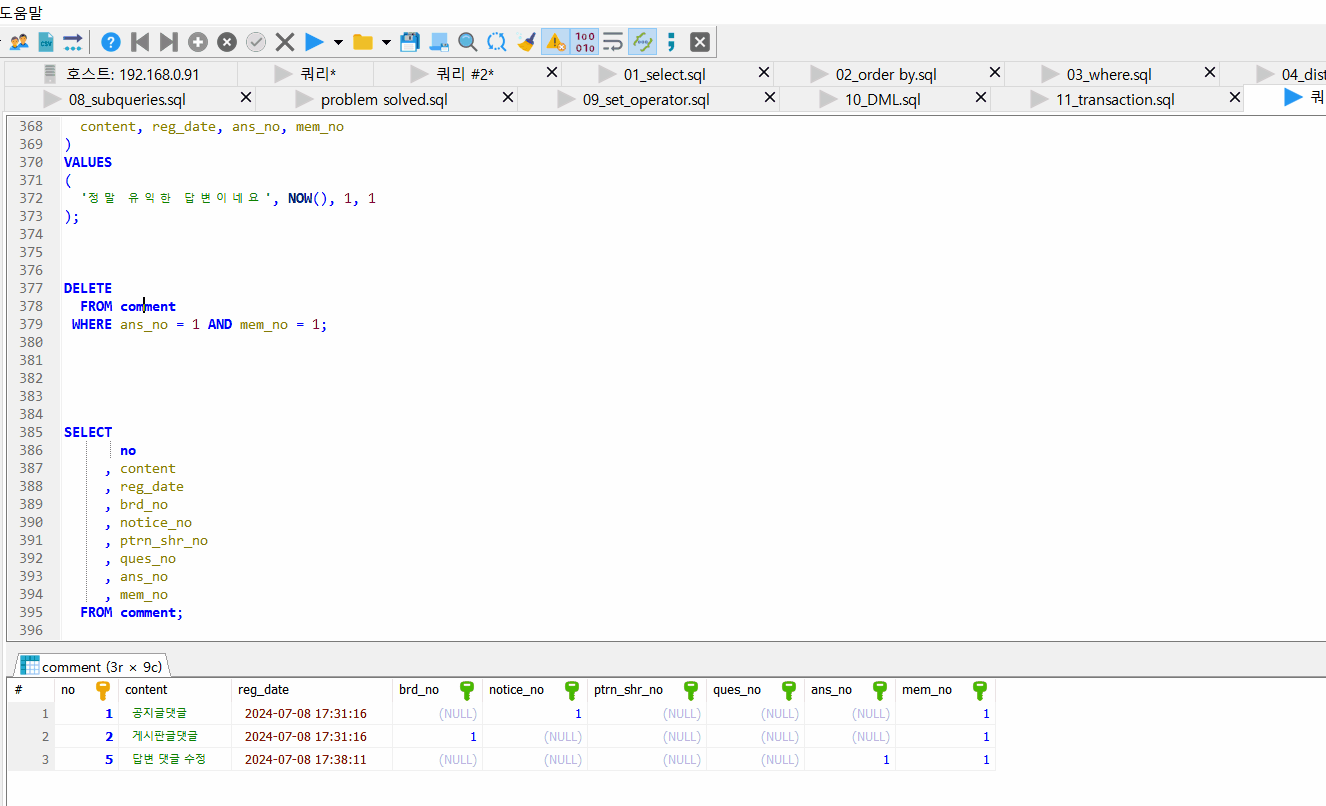 도움말
호스트: 192.168.0.91 쿼리* 쿼리 #2* 01_select.sql 02_order by.sql 03_where.sql 04_dist
08_subqueries.sql problem solved.sql 09_set_operator.sql 10_DML.sql 11_transaction.sql 쿼
368 content, reg_date, ans_no, mem_no
369 )
370 VALUES
371 (
372 '정말 유익한 답변이네요', NOW(), 1, 1
373 );
374
375
376
377 DELETE
378 FROM comment
379 WHERE ans_no = 1 AND mem_no = 1;
380
381
382
383
384
385 SELECT
386 no
387 , content
388 , reg_date
389 , brd_no
390 , notice_no
391 , ptrn_shr_no
392 , ques_no
393 , ans_no
394 , mem_no
395 FROM comment;
396
comment (3r × 9c)
# no content reg_date brd_no notice_no ptrn_shr_no ques_no ans_no mem_no
1 1 공지글댓글 2024-07-08 17:31:16 (NULL) 1 (NULL) (NULL) (NULL) 1
2 2 게시판글댓글 2024-07-08 17:31:16 1 (NULL) (NULL) (NULL) (NULL) 1
3 5 답변 댓글 수정 2024-07-08 17:38:11 (NULL) (NULL) (NULL) (NULL) 1 1